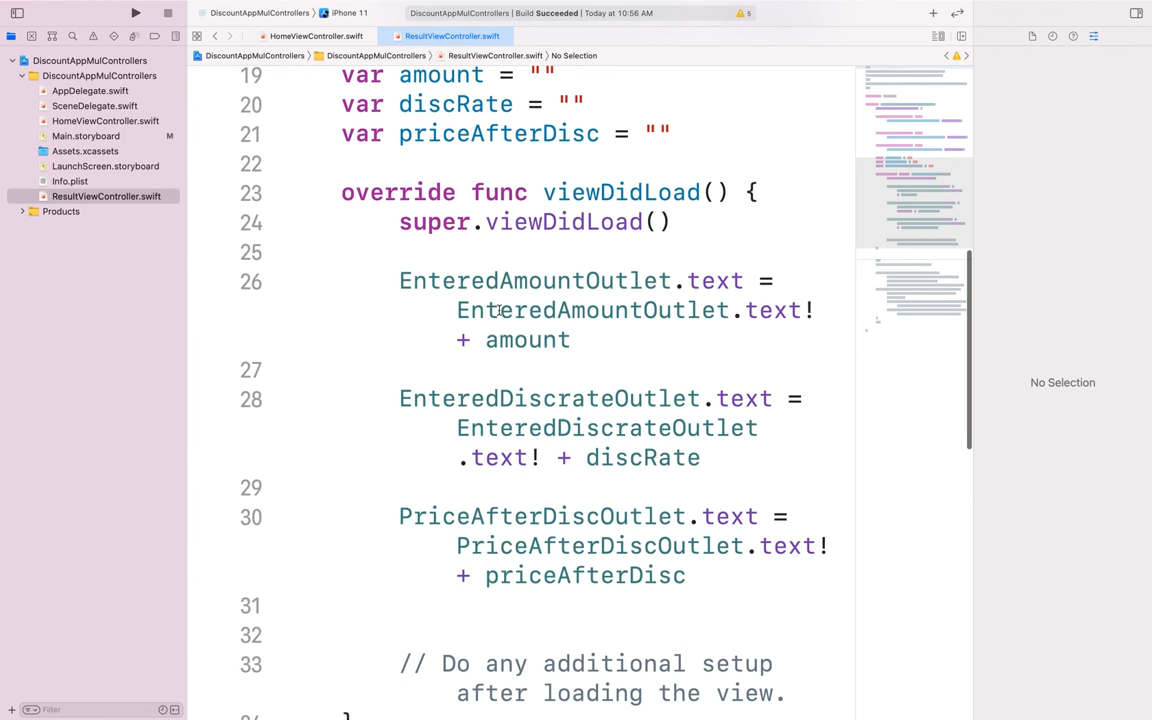 DiscountAppMulControllers 〉 iPhone 11
DiscountAppMulControllers | Build Succeeded | Today at 10:56 AM
5
HomeViewController.swift
ResultViewController.swift
DiscountAppMulControllers 〉 DiscountAppMulControllers 〉 ResultViewController.swift 〉 No Selection
DiscountAppMulControllers
DiscountAppMulControllers
AppDelegate.swift
SceneDelegate.swift
HomeViewController.swift
Main.storyboard M
Assets.xcassets
LaunchScreen.storyboard
Info.plist
ResultViewController.swift
Products
Filter
19 var amount = ""
20 var discRate = ""
21 var priceAfterDisc = ""
22
23 override func viewDidLoad() {
24 super.viewDidLoad()
25
26 EnteredAmountOutlet.text =
EnteredAmountOutlet.text!
+ amount
27
28 EnteredDiscrateOutlet.text =
EnteredDiscrateOutlet
.text! + discRate
29
30 PriceAfterDiscOutlet.text =
PriceAfterDiscOutlet.text!
+ priceAfterDisc
31
32
33 // Do any additional setup
after loading the view.
}
No Selection